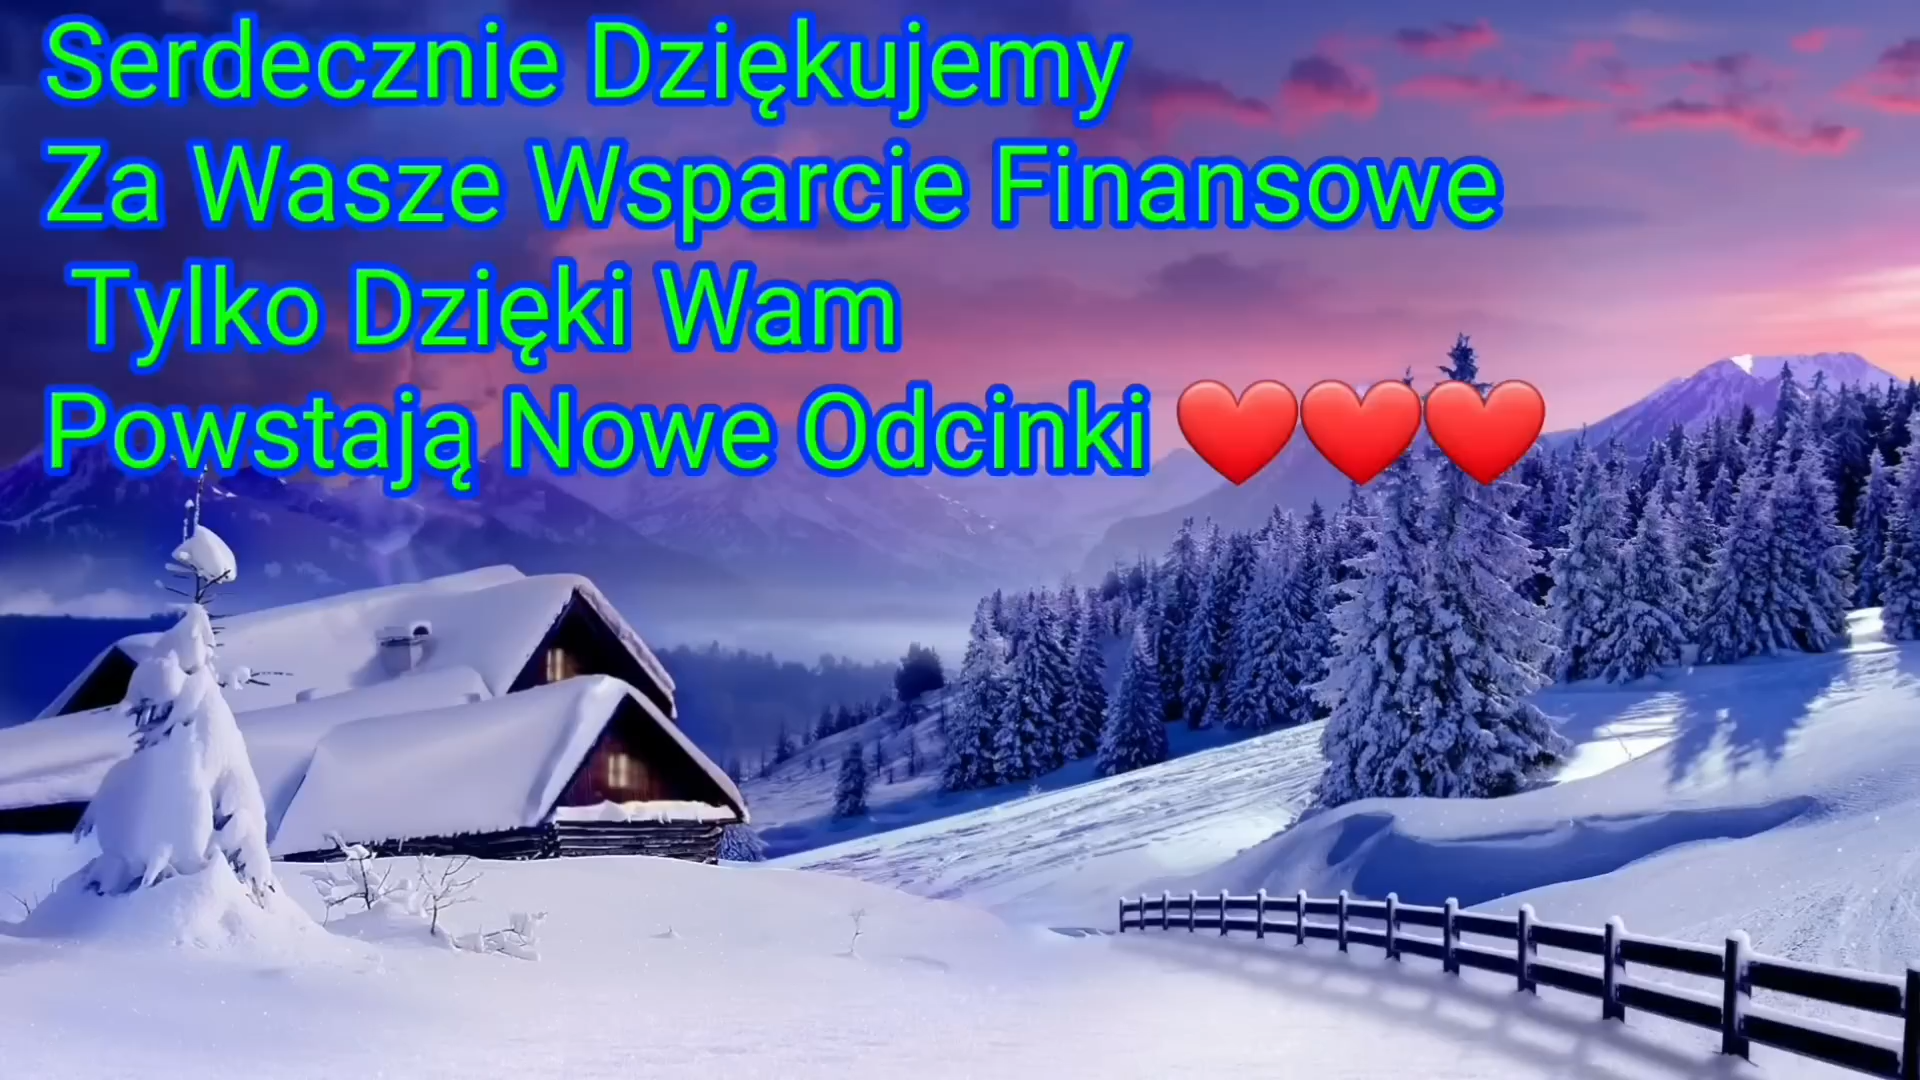 Serdecznie Dziękujemy
Za Wasze Wsparcie Finansowe
Tylko Dzięki Wam
Powstają Nowe Odcinki ❤️❤️❤️